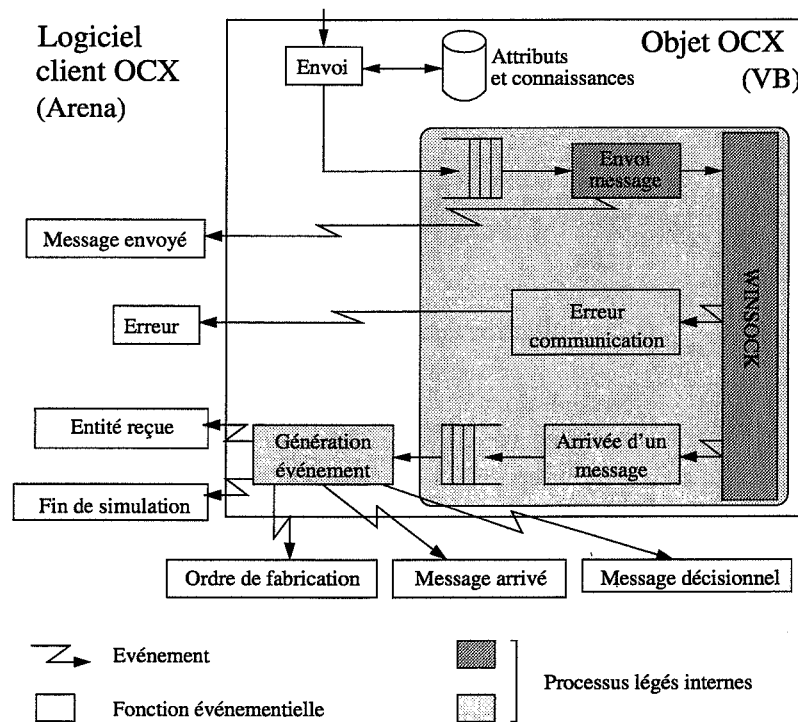 Logiciel
client OCX
(Arena)
Objet OCX
(VB)
Envoi
Attributs
et connaissances
Envoi
message
WINSOCK
Message envoyé
Erreur
Erreur
communication
Entité reçue
Génération
événement
Arrivée d'un
message
Fin de simulation
Ordre de fabrication
Message arrivé
Message décisionnel
Evénement
Fonction événementielle
Processus légés internes